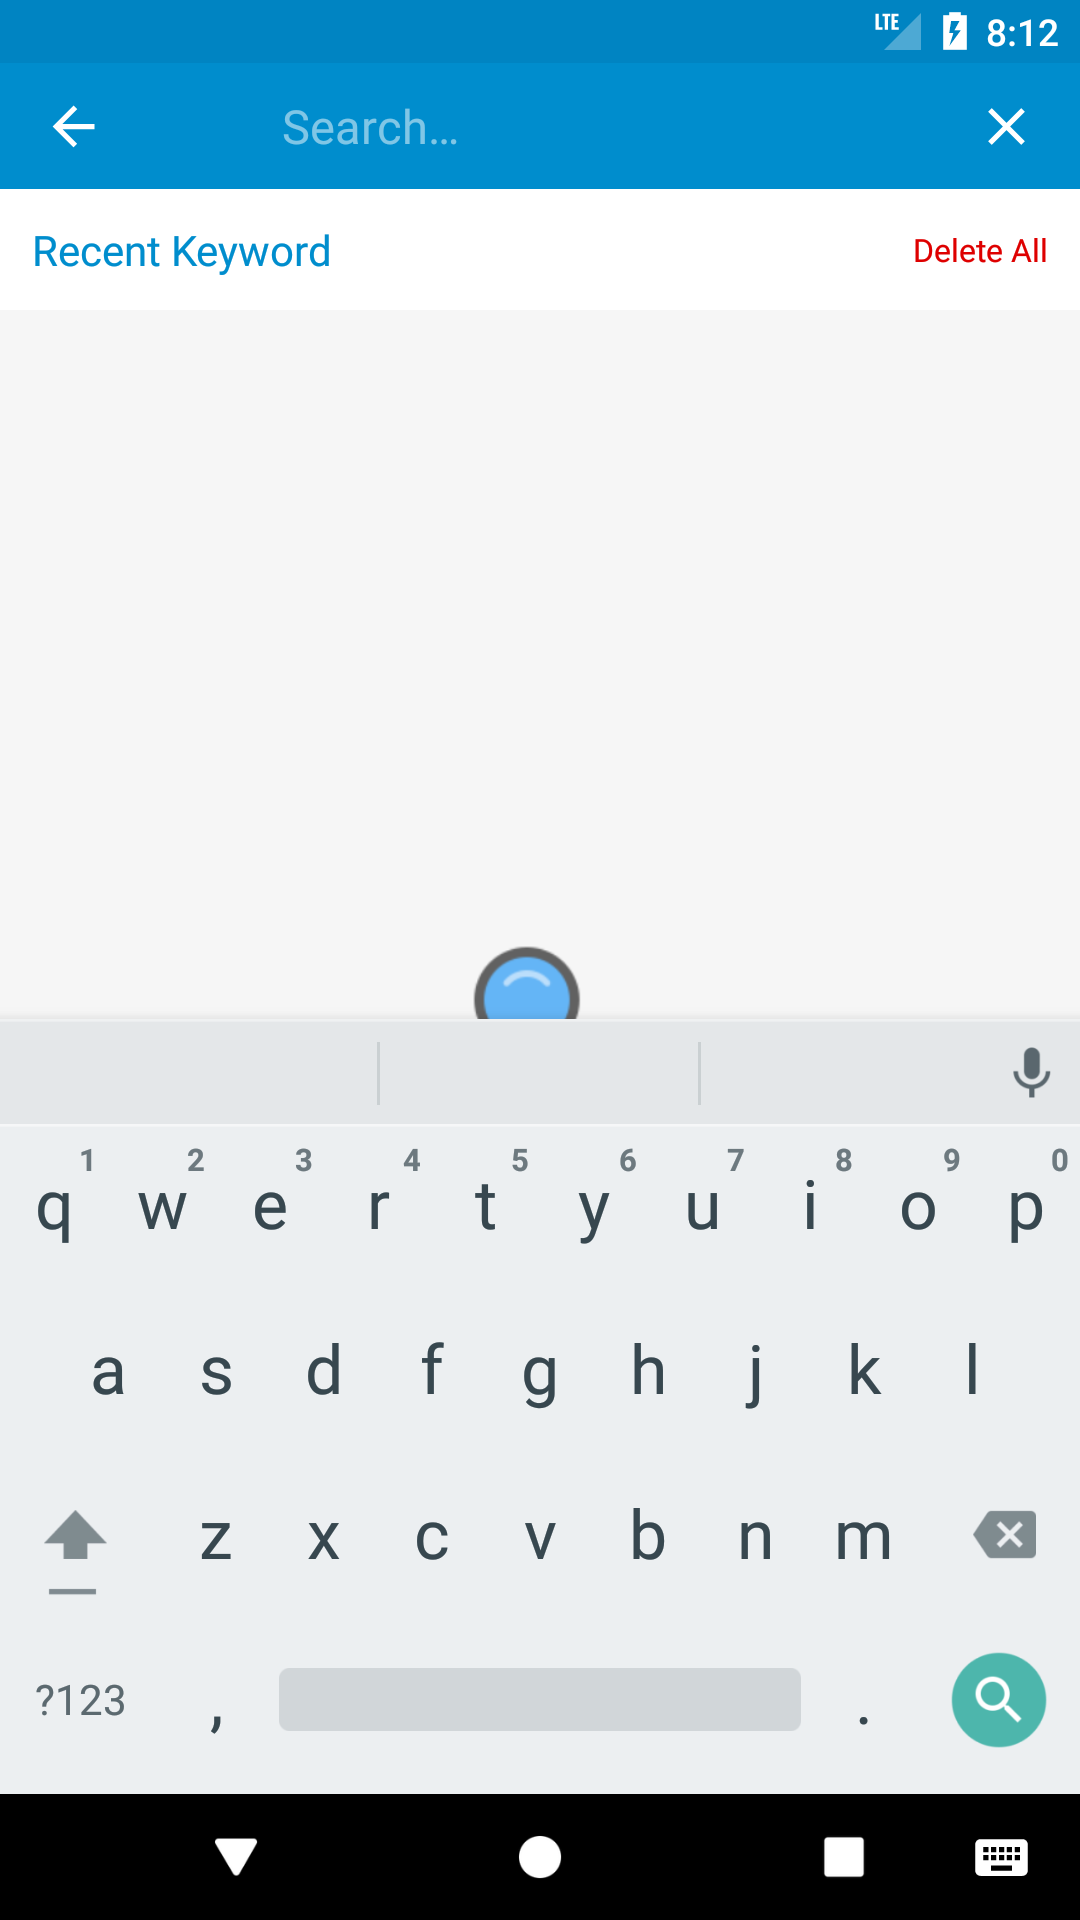 LTE 8:12
Search…
Recent Keyword Delete All
1 2 3 4 5 6 7 8 9 0
q w e r t y u i o p
a s d f g h j k l
z x c v b n m
?123 , .